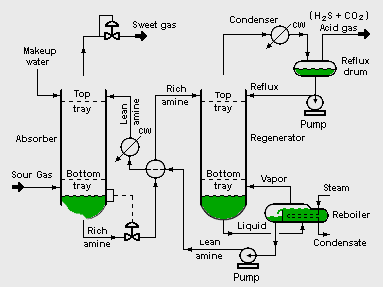 Sweet gas
Condenser
CW
(H2S + CO2)
Acid gas
Makeup
water
Reflux
drum
Top
tray
Lean
amine
Rich
amine
Top
tray
Reflux
Pump
Absorber
CW
Regenerator
Sour Gas
Bottom
tray
Bottom
tray
Vapor
Steam
Reboiler
Rich
amine
Liquid
Lean
amine
Condensate
Pump